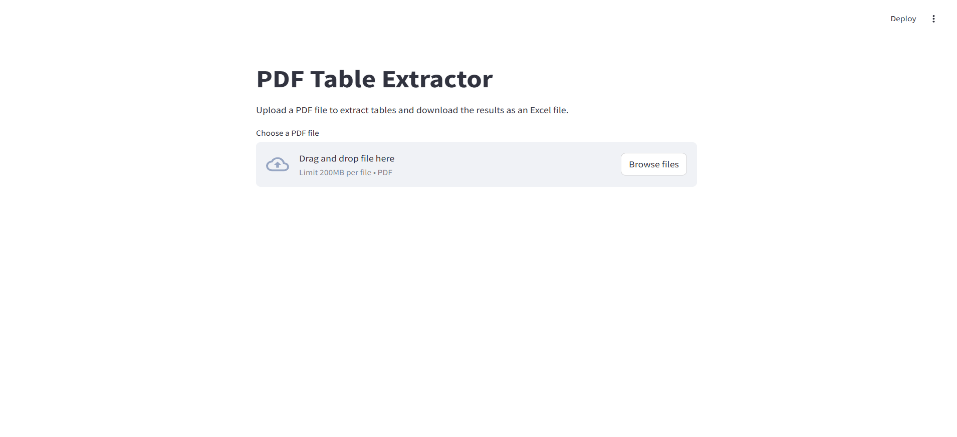 Deploy
PDF Table Extractor
Upload a PDF file to extract tables and download the results as an Excel file.
Choose a PDF file
Drag and drop file here
Limit 200MB per file • PDF
Browse files